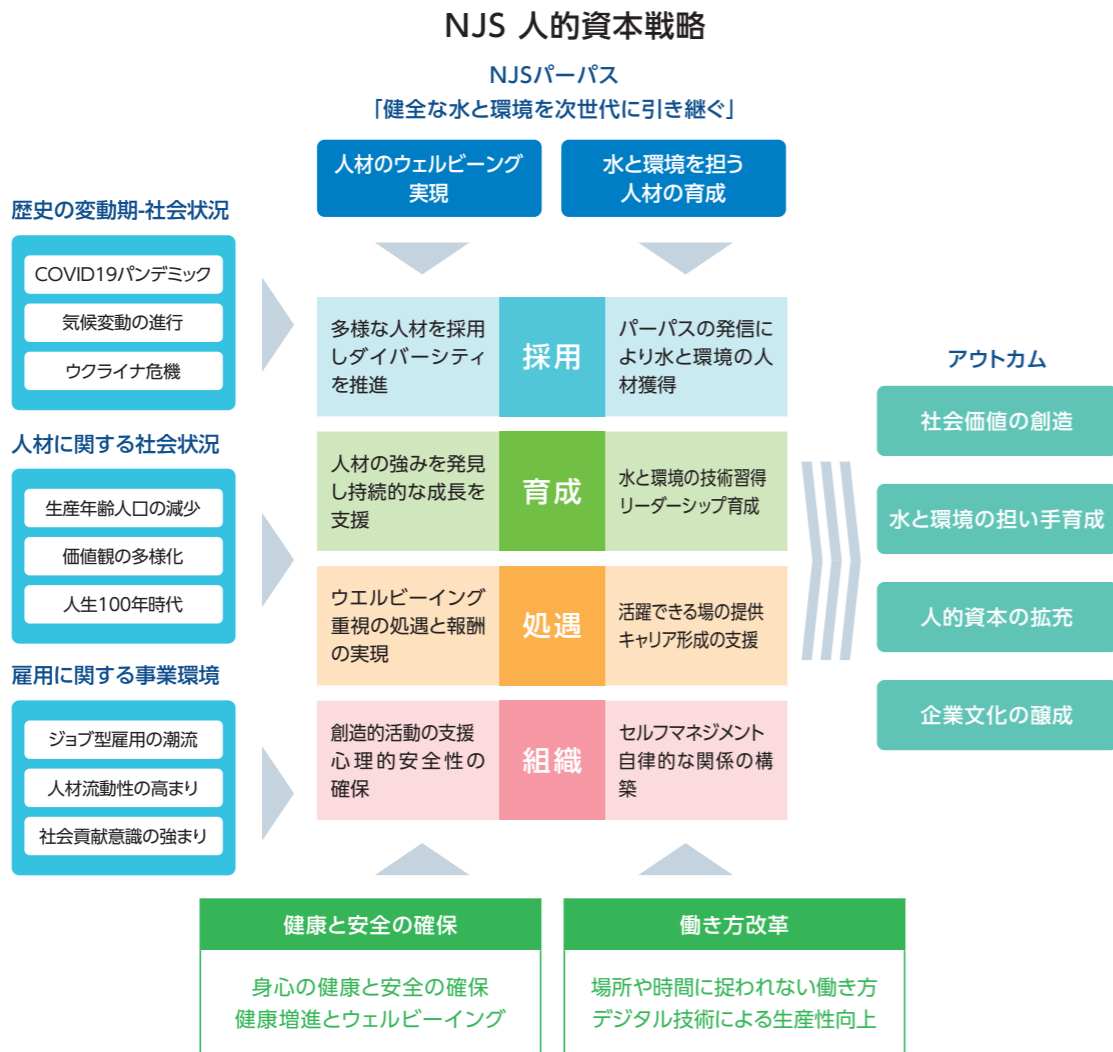 NJS 人的資本戦略
NJSパーパス
「健全な水と環境を次世代に引き継ぐ」
人材のウェルビーング
実現
水と環境を担う
人材の育成
歴史の変動期-社会状況
COVID19パンデミック
気候変動の進行
ウクライナ危機
人材に関する社会状況
生産年齢人口の減少
価値観の多様化
人生100年時代
雇用に関する事業環境
ジョブ型雇用の潮流
人材流動性の高まり
社会貢献意識の強まり
多様な人材を採用
しダイバーシティ
を推進
採用
パーパスの発信に
より水と環境の人
材獲得
人材の強みを発見
し持続的な成長を
支援
育成
水と環境の技術習得
リーダーシップ育成
ウエルビーイング
重視の処遇と報酬
の実現
処遇
活躍できる場の提供
キャリア形成の支援
創造的活動の支援
心理的安全性の
確保
組織
セルフマネジメント
自律的な関係の構
築
アウトカム
社会価値の創造
水と環境の担い手育成
人的資本の拡充
企業文化の醸成
健康と安全の確保
身心の健康と安全の確保
健康増進とウェルビーイング
働き方改革
場所や時間に捉われない働き方
デジタル技術による生産性向上